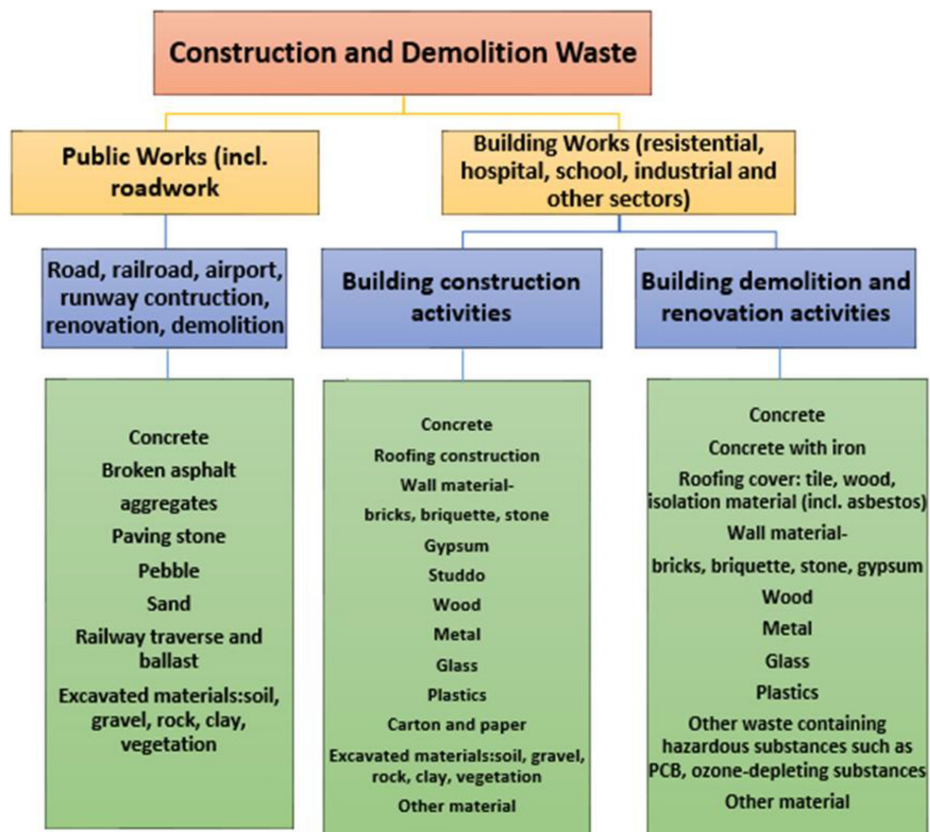 Construction and Demolition Waste
Public Works (incl.
roadwork
Building Works (resistential,
hospital, school, industrial and
other sectors)
Road, railroad, airport,
runway contruction,
renovation, demolition
Building construction
activities
Building demolition and
renovation activities
Concrete
Broken asphalt
aggregates
Paving stone
Pebble
Sand
Railway traverse and
ballast
Excavated materials:soil,
gravel, rock, clay,
vegetation
Concrete
Roofing construction
Wall material-
bricks, briquette, stone
Gypsum
Studdo
Wood
Metal
Glass
Plastics
Carton and paper
Excavated materials:soil, gravel,
rock, clay, vegetation
Other material
Concrete
Concrete with iron
Roofing cover: tile, wood,
isolation material (incl. asbestos)
Wall material-
bricks, briquette, stone, gypsum
Wood
Metal
Glass
Plastics
Other waste containing
hazardous substances such as
PCB, ozone-depleting substances
Other material